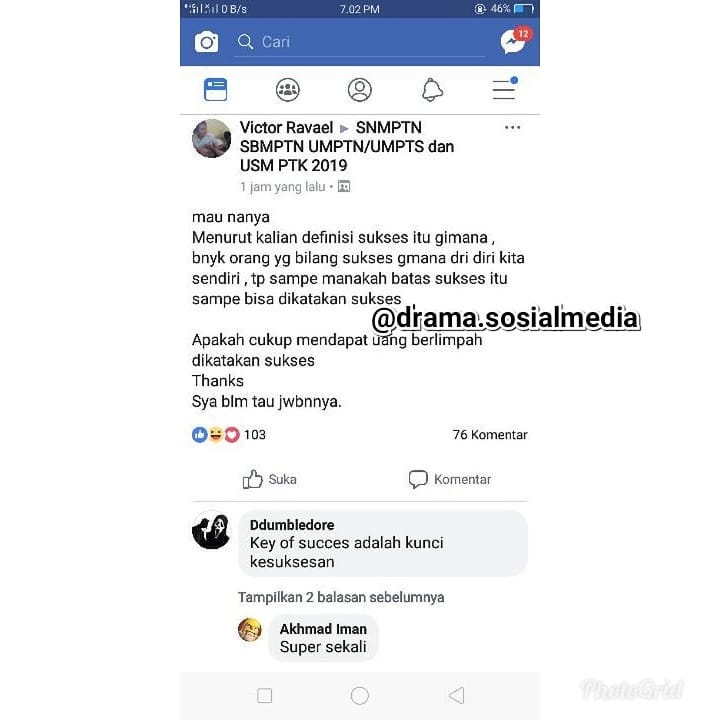 0 B/s
7.02 PM
46%
Cari
12
Victor Ravael ▶ SNMPTN
SBMPTN UMPTN/UMPTS dan
USM PTK 2019
1 jam yang lalu •
mau nanya
Menurut kalian definisi sukses itu gimana ,
bnyk orang yg bilang sukses gmana dri diri kita
sendiri , tp sampe manakah batas sukses itu
sampe bisa dikatakan sukses
@drama.sosialmedia
Apakah cukup mendapat uang berlimpah
dikatakan sukses
Thanks
Sya blm tau jwbnnya.
103
76 Komentar
Suka
Komentar
Ddumbledore
Key of succes adalah kunci
kesuksesan
Tampilkan 2 balasan sebelumnya
Akhmad Iman
Super sekali
PhotoGrid